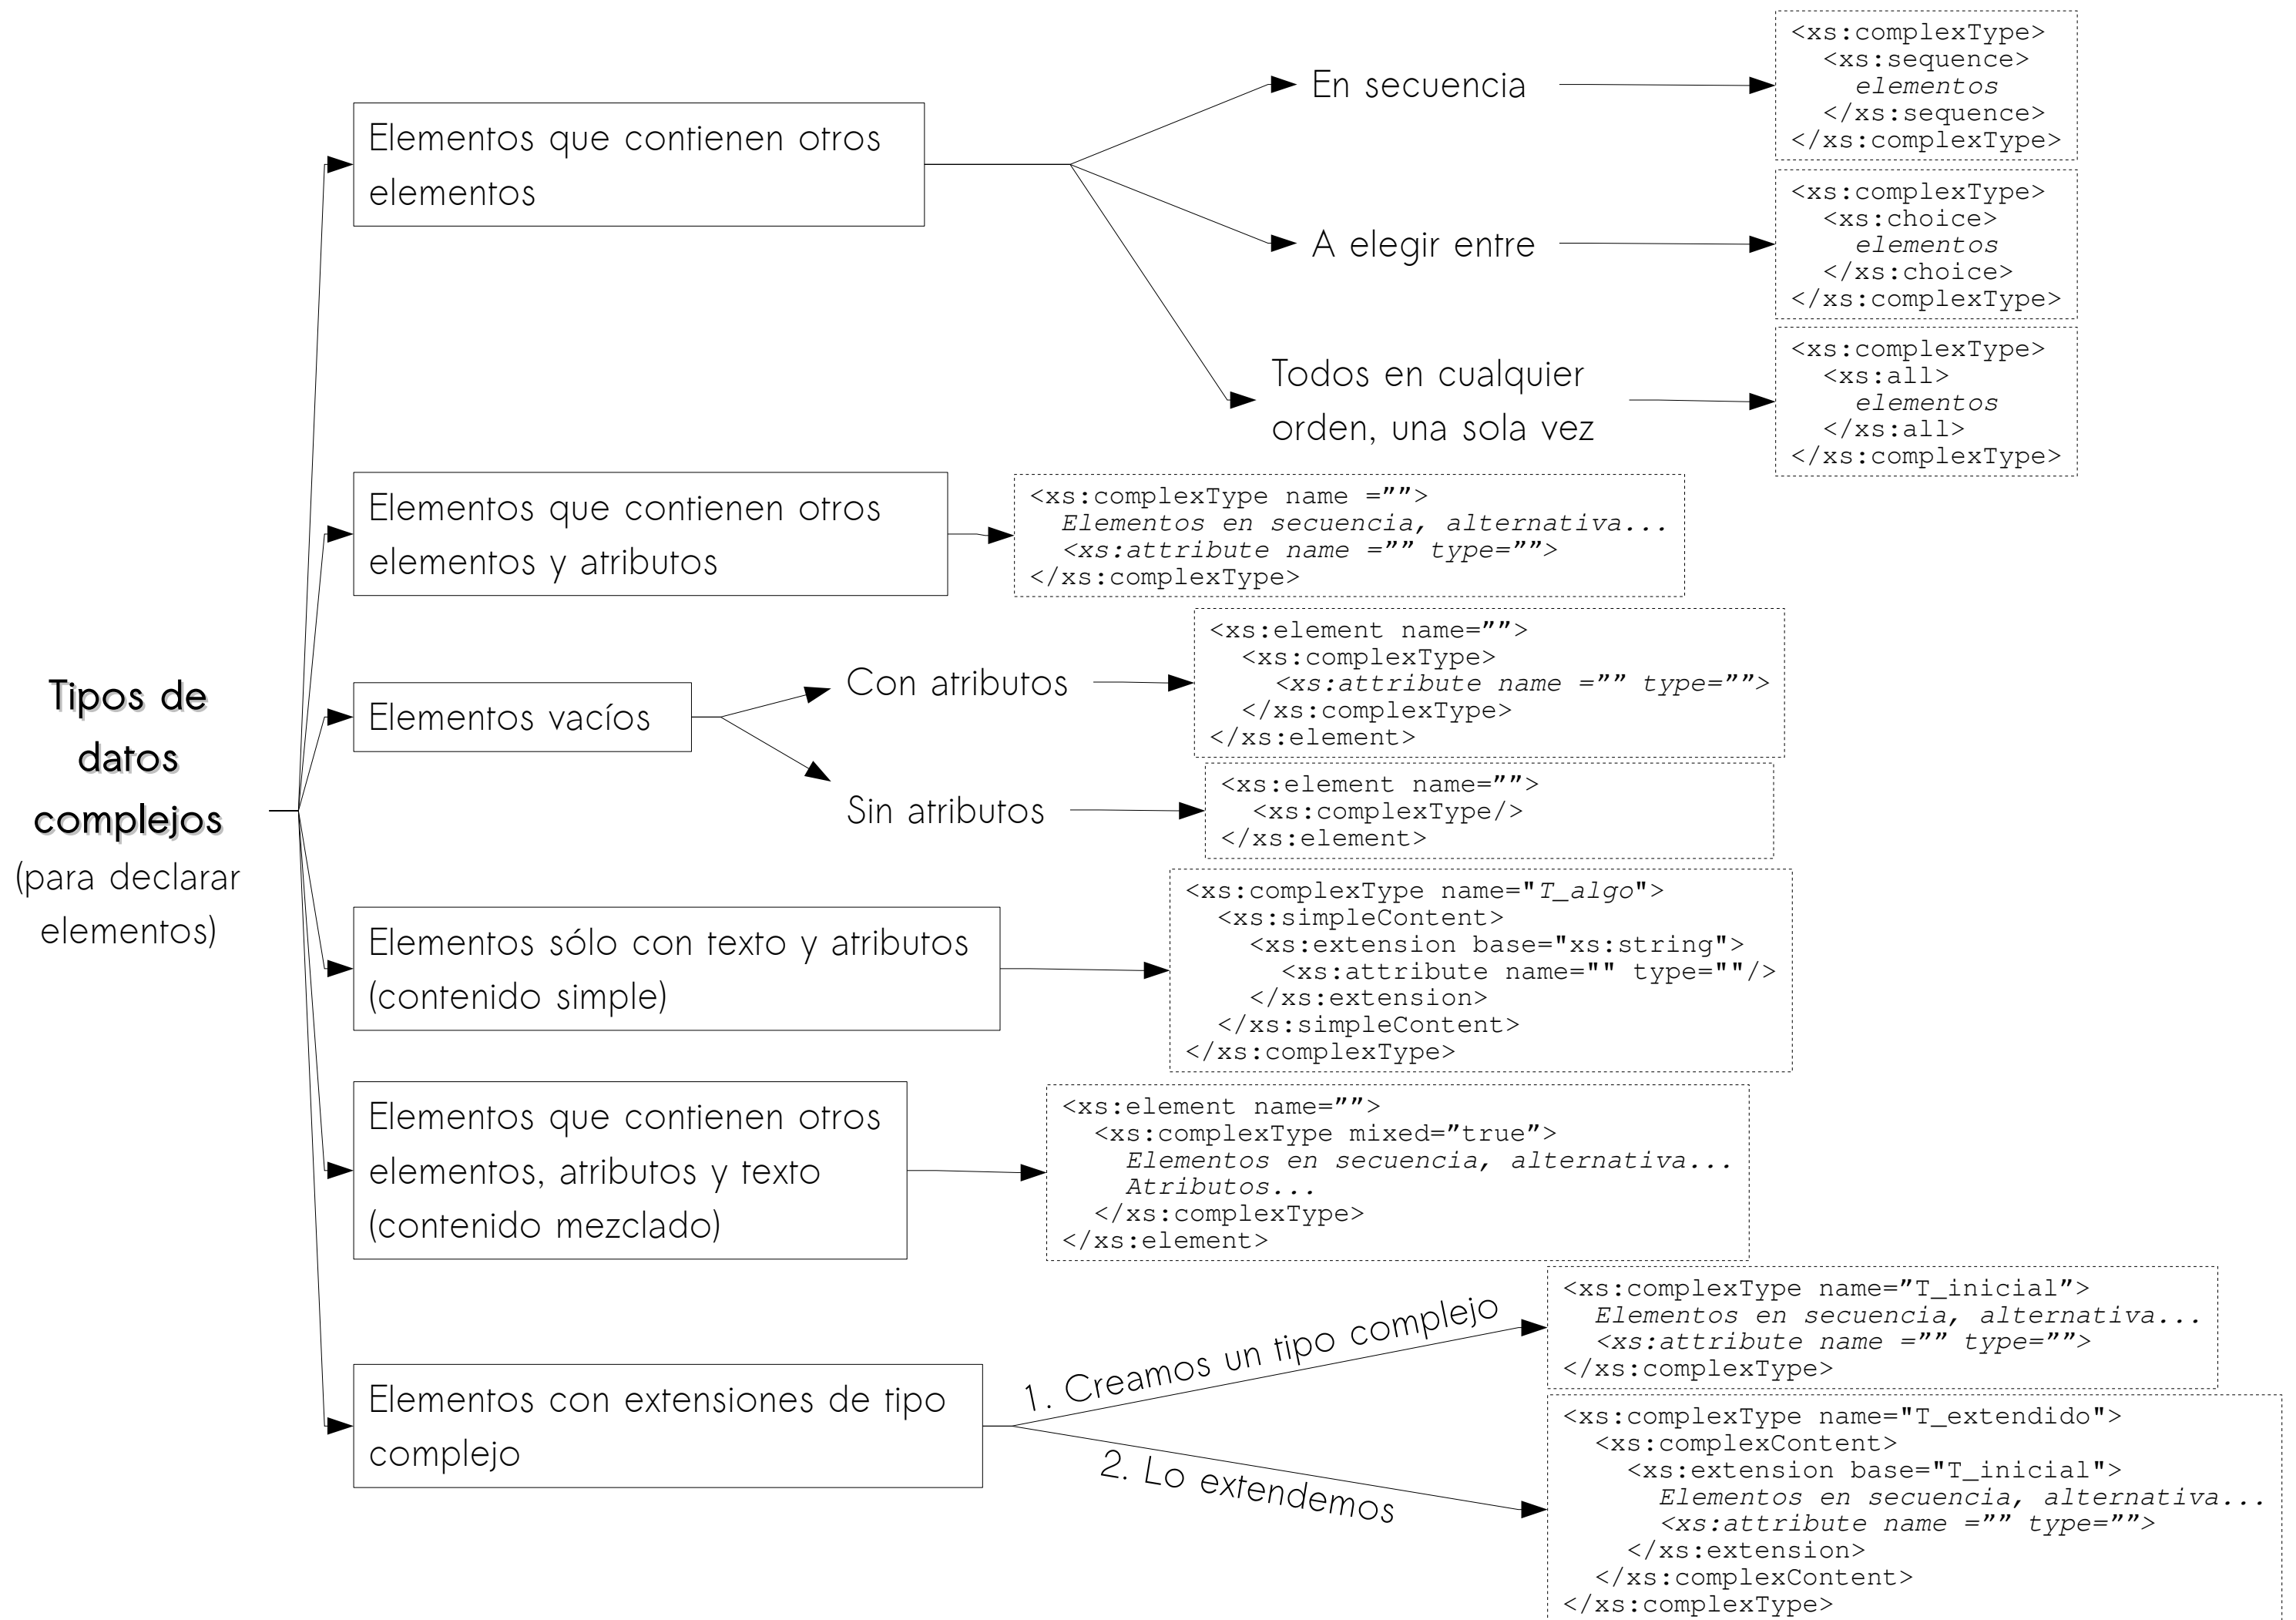 Tipos de
datos
complejos
(para declarar
elementos)
Elementos que contienen otros
elementos
En secuencia
<xs:complexType>
  <xs:sequence>
    elementos
  </xs:sequence>
</xs:complexType>
A elegir entre
<xs:complexType>
  <xs:choice>
    elementos
  </xs:choice>
</xs:complexType>
Todos en cualquier
orden, una sola vez
<xs:complexType>
  <xs:all>
    elementos
  </xs:all>
</xs:complexType>
Elementos que contienen otros
elementos y atributos
<xs:complexType name =””>
  Elementos en secuencia, alternativa...
  <xs:attribute name =”” type=””>
</xs:complexType>
Elementos vacíos
Con atributos
<xs:element name=””>
  <xs:complexType>
    <xs:attribute name =”” type=””>
  </xs:complexType>
</xs:element>
Sin atributos
<xs:element name=””>
  <xs:complexType/>
</xs:element>
Elementos sólo con texto y atributos
(contenido simple)
<xs:complexType name="T_algo">
  <xs:simpleContent>
    <xs:extension base="xs:string">
      <xs:attribute name="" type=""/>
    </xs:extension>
  </xs:simpleContent>
</xs:complexType>
Elementos que contienen otros
elementos, atributos y texto
(contenido mezclado)
<xs:element name=””>
  <xs:complexType mixed=”true”>
    Elementos en secuencia, alternativa...
    Atributos...
  </xs:complexType>
</xs:element>
Elementos con extensiones de tipo
complejo
1. Creamos un tipo complejo
<xs:complexType name=”T_inicial”>
  Elementos en secuencia, alternativa...
  <xs:attribute name =”” type=””>
</xs:complexType>
2. Lo extendemos
<xs:complexType name="T_extendido">
  <xs:complexContent>
    <xs:extension base="T_inicial">
      Elementos en secuencia, alternativa...
      <xs:attribute name =”” type=””>
    </xs:extension>
  </xs:complexContent>
</xs:complexType>